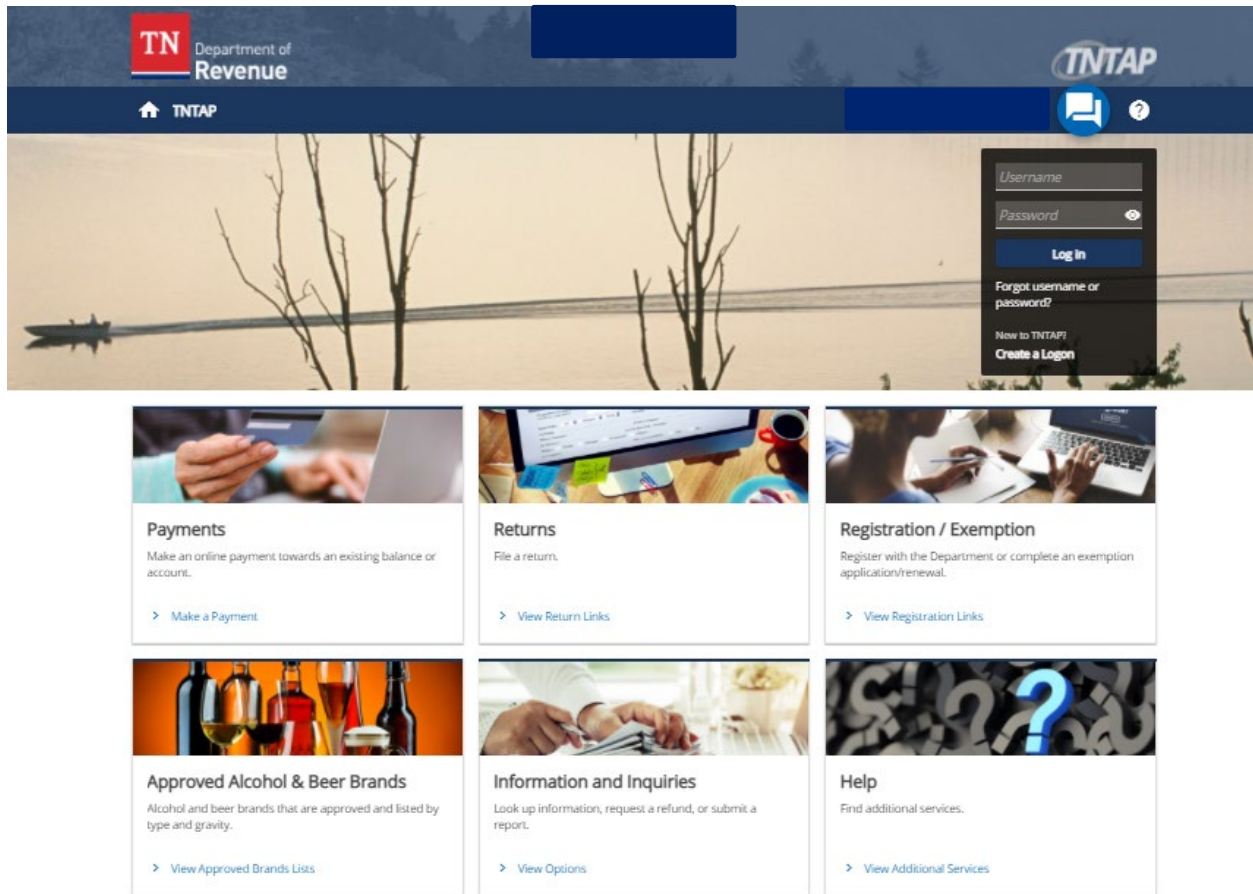 TN
Department of
Revenue
TNTAP
TNTAP
Username
Password
Log in
Forgot username or
password?
New to TNTAP?
Create a Logon
Payments
Make an online payment towards an existing balance or
account.
Make a Payment
Returns
File a return.
View Return Links
Registration / Exemption
Register with the Department or complete an exemption
application/renewal.
View Registration Links
Approved Alcohol & Beer Brands
Alcohol and beer brands that are approved and listed by
type and gravity.
View Approved Brands Lists
Information and Inquiries
Look up information, request a refund, or submit a
report.
View Options
Help
Find additional services.
View Additional Services